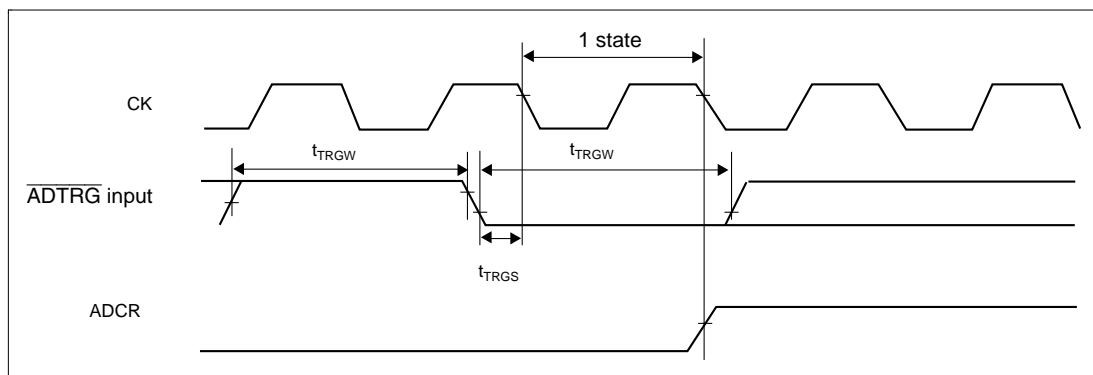 1 state
CK
tTRGW
tTRGW
ADTRG input
tTRGS
ADCR